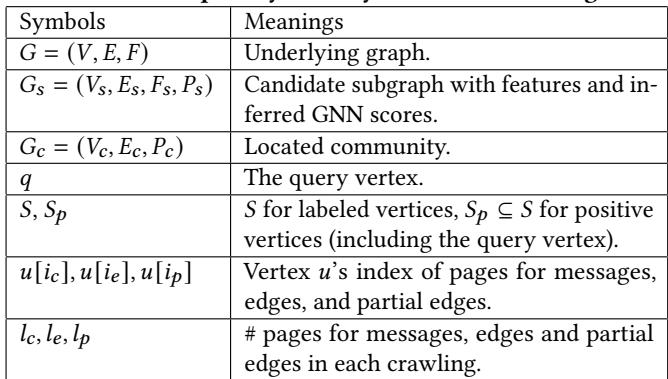 Symbols Meanings
G = (V, E, F) Underlying graph.
G_s = (V_s, E_s, F_s, P_s) Candidate subgraph with features and in-
ferred GNN scores.
G_c = (V_c, E_c, P_c) Located community.
q The query vertex.
S, S_p S for labeled vertices, S_p ⊆ S for positive
vertices (including the query vertex).
u[i_c], u[i_e], u[i_p] Vertex u's index of pages for messages,
edges, and partial edges.
l_c, l_e, l_p # pages for messages, edges and partial
edges in each crawling.